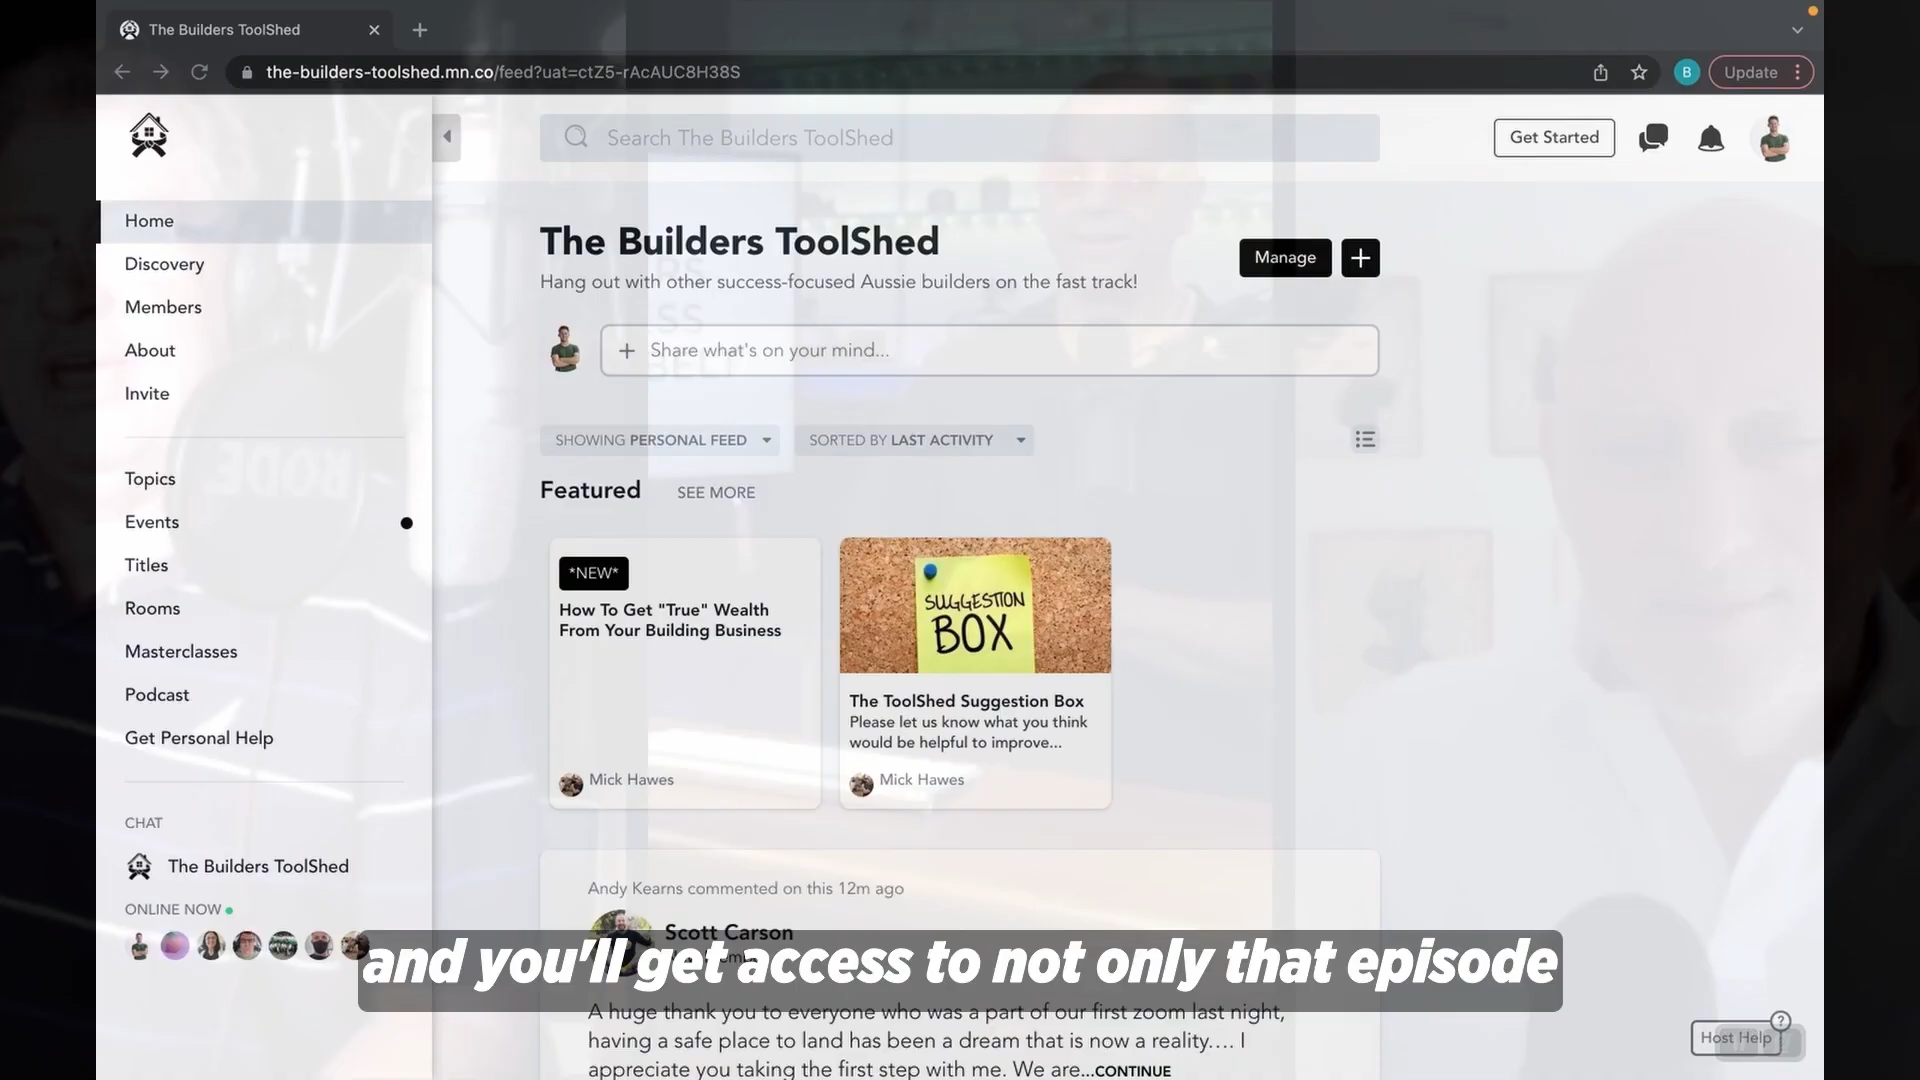 The Builders ToolShed
the-builders-toolshed.mn.co/feed?uat=ctZ5-rAcAUC8H38S
B
Update
Search The Builders ToolShed
Get Started
Home
Discovery
Members
About
Invite
Topics
Events
Titles
Rooms
Masterclasses
Podcast
Get Personal Help
CHAT
The Builders ToolShed
ONLINE NOW
The Builders ToolShed
Hang out with other success-focused Aussie builders on the fast track!
Manage
Share what's on your mind...
SHOWING PERSONAL FEED
SORTED BY LAST ACTIVITY
Featured
SEE MORE
*NEW*
How To Get "True" Wealth
From Your Building Business
Mick Hawes
SUGGESTION
BOX
The ToolShed Suggestion Box
Please let us know what you think
would be helpful to improve...
Mick Hawes
Andy Kearns commented on this 12m ago
Scott Carson
and you'll get access to not only that episode
A huge thank you to everyone who was a part of our first zoom last night,
having a safe place to land has been a dream that is now a reality.... I
appreciate you taking the first step with me. We are...CONTINUE
Host Help
?
RODE